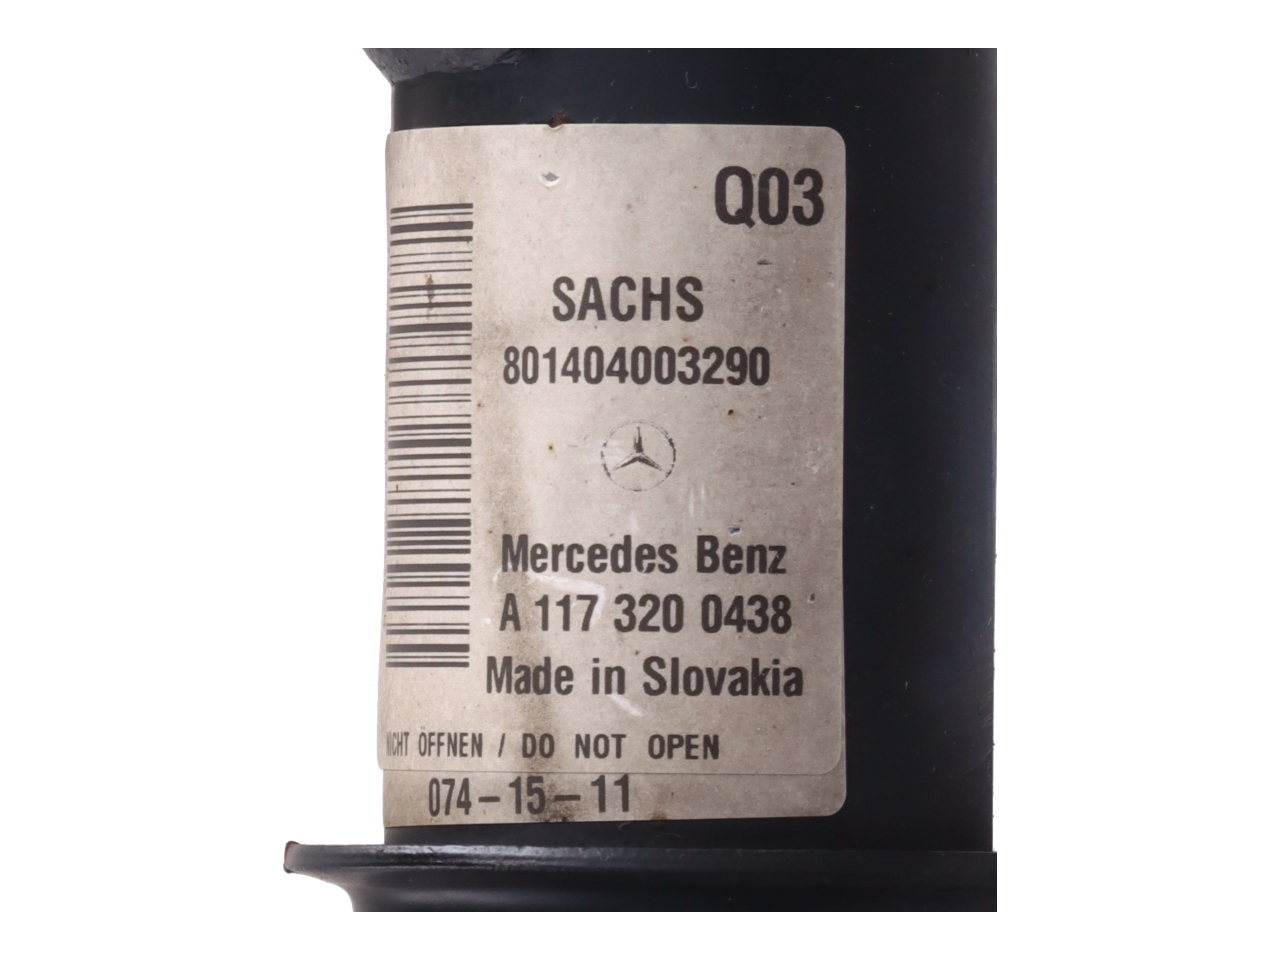 Q03
SACHS
801404003290
Mercedes Benz
A 117 320 0438
Made in Slovakia
NICHT ÖFFNEN / DO NOT OPEN
074-15-11